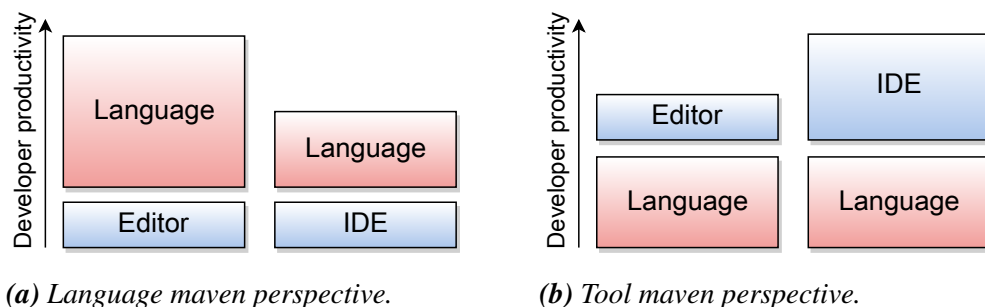 Developer productivity
Language
Language
Editor
IDE
(a) Language maven perspective.
Developer productivity
Editor
IDE
Language
Language
(b) Tool maven perspective.